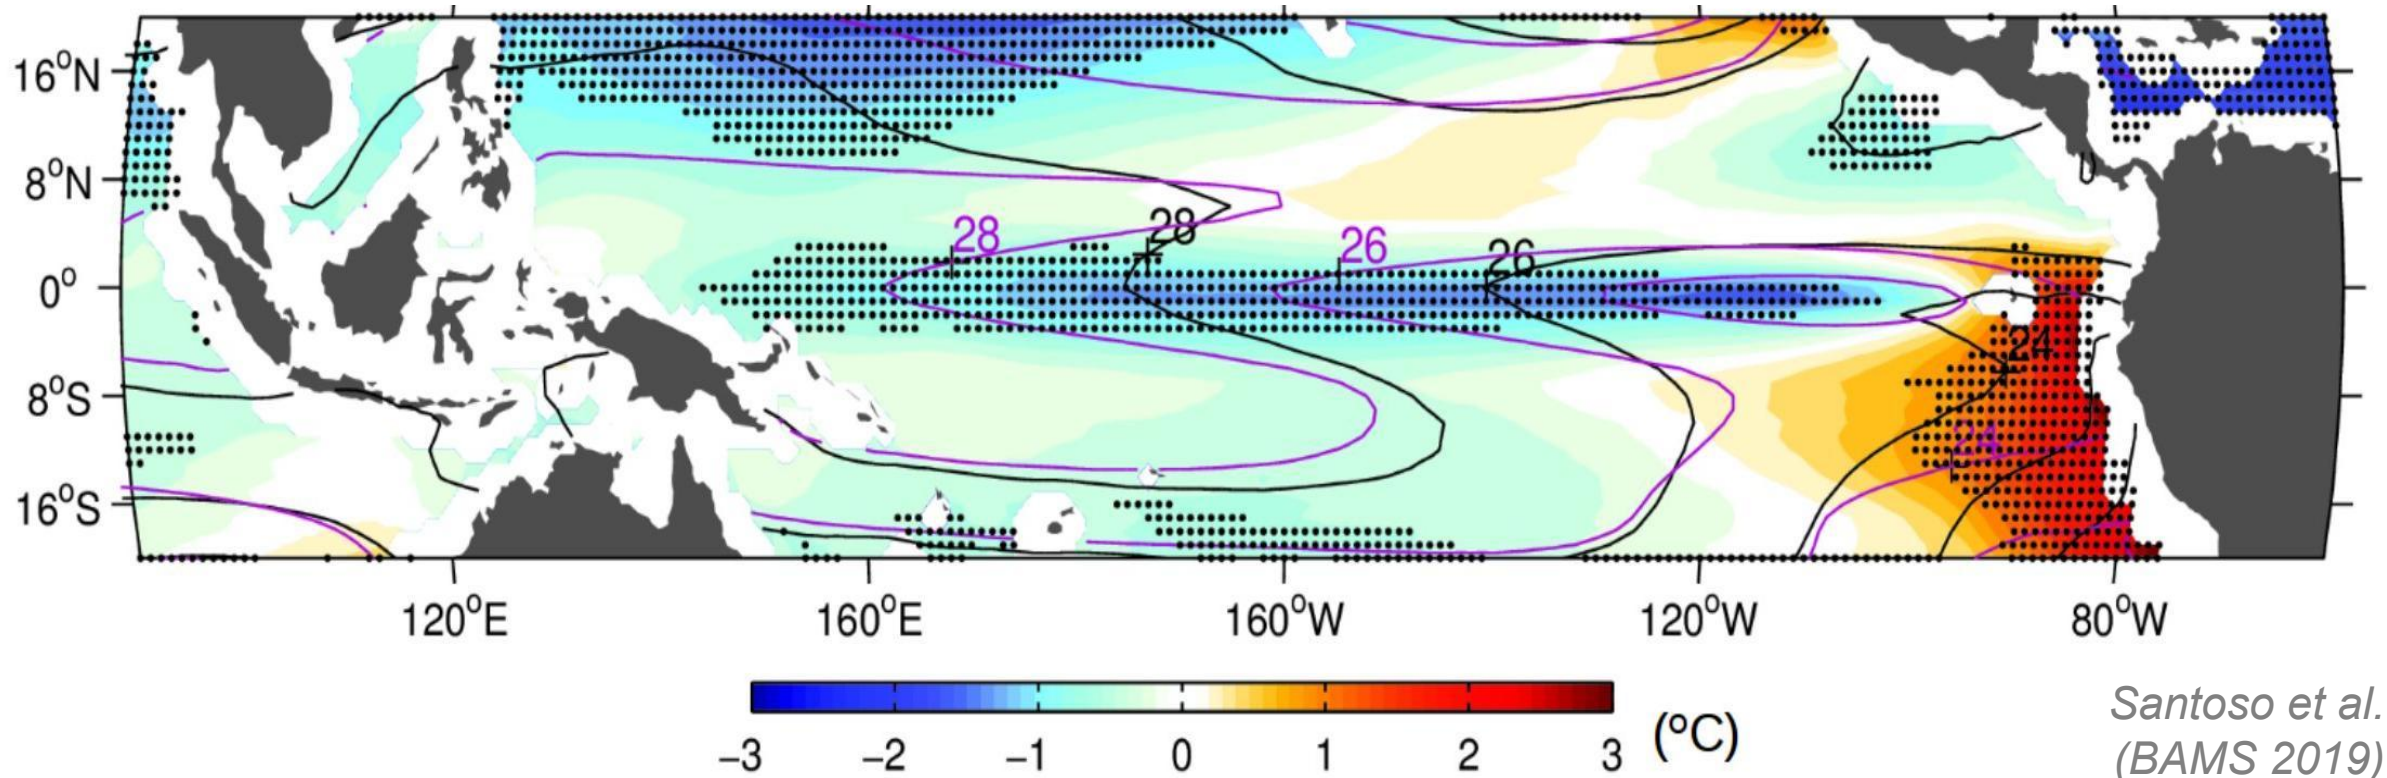 16°N
8°N
0°
8°S
16°S
28
28
26
26
24
24
120°E
160°E
160°W
120°W
80°W
−3
−2
−1
0
1
2
3
(°C)
Santoso et al.
(BAMS 2019)